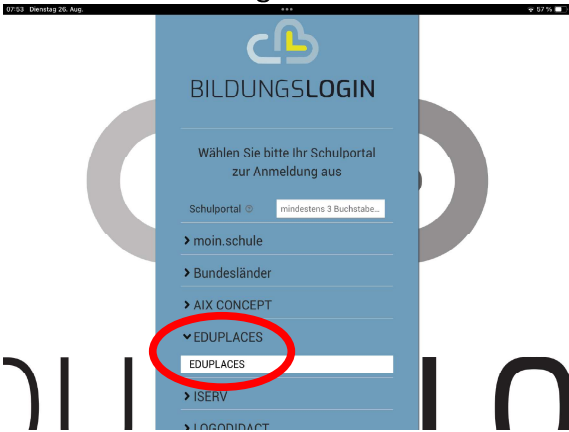 07:53 Dienstag 26. Aug.
57 %
BILDUNGSLOGIN
Wählen Sie bitte Ihr Schulportal
zur Anmeldung aus
Schulportal
mindestens 3 Buchstabe...
moin.schule
Bundesländer
AIX CONCEPT
EDUPLACES
EDUPLACES
ISERV
LOGODIDACT